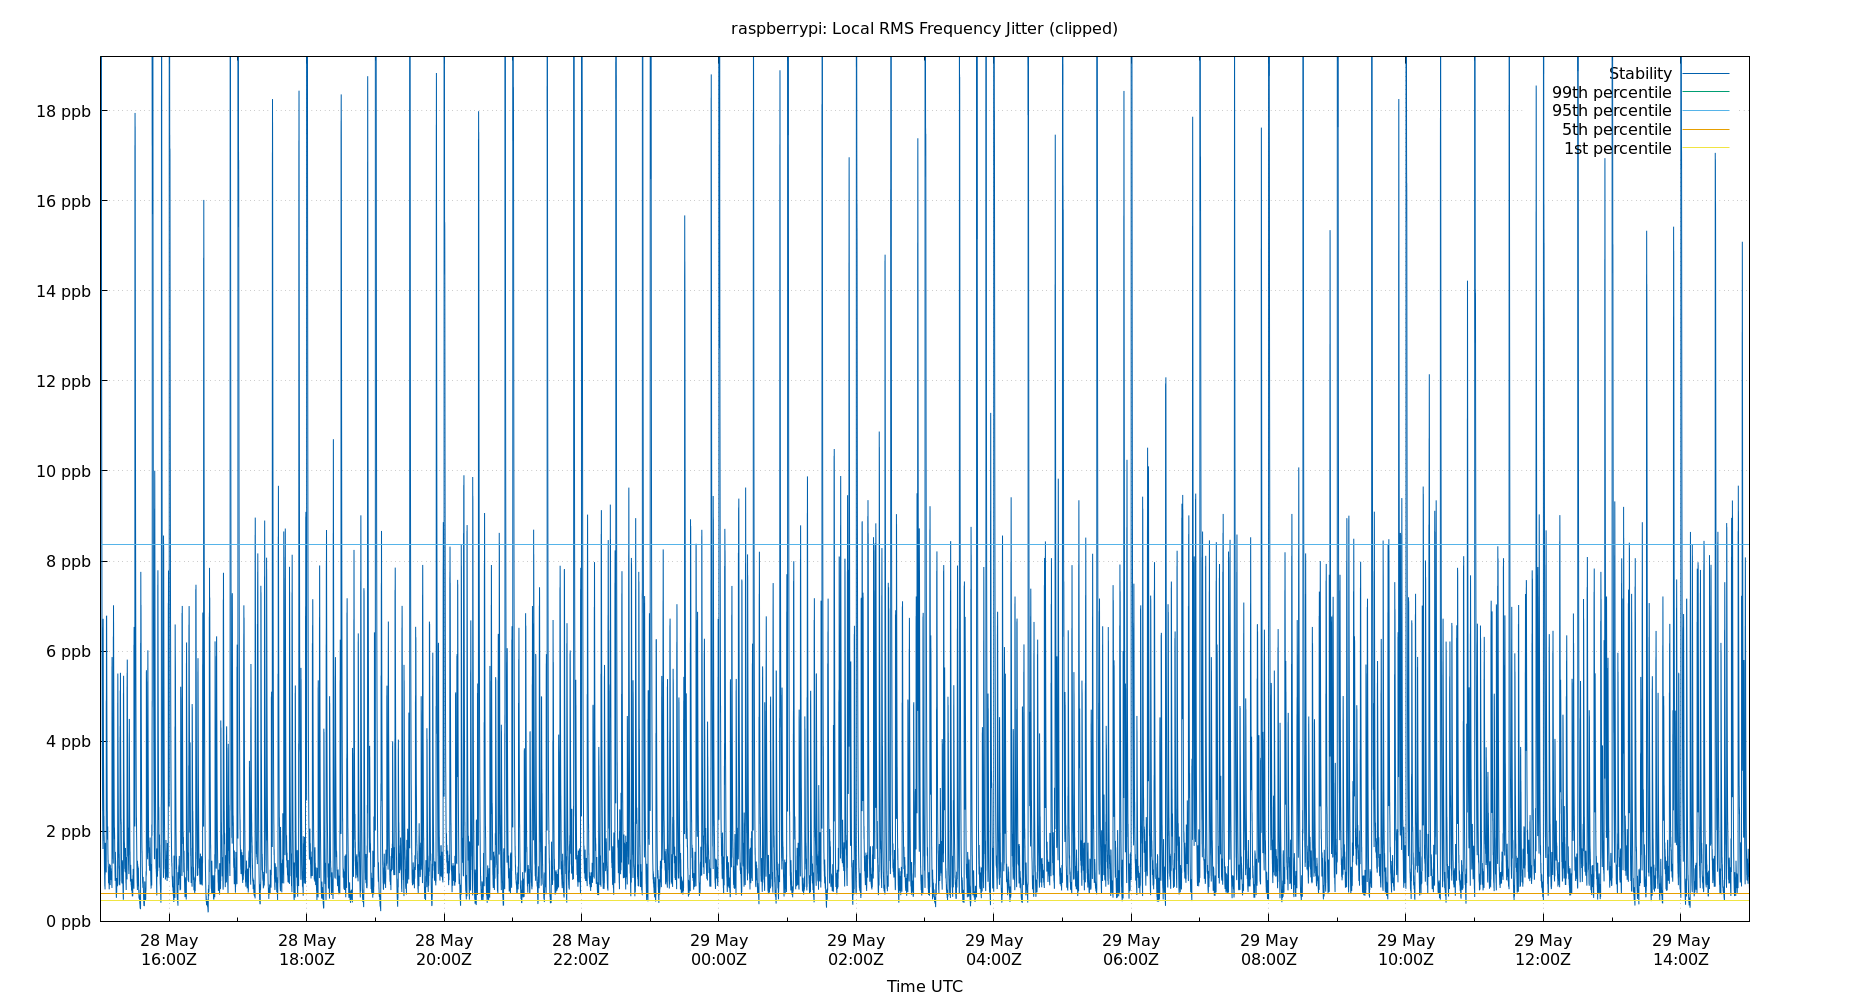 raspberrypi: Local RMS Frequency Jitter (clipped)
Stability
99th percentile
95th percentile
5th percentile
1st percentile
18 ppb
16 ppb
14 ppb
12 ppb
10 ppb
8 ppb
6 ppb
4 ppb
2 ppb
0 ppb
28 May 28 May 28 May 28 May 29 May 29 May 29 May 29 May 29 May 29 May 29 May 29 May
16:00Z 18:00Z 20:00Z 22:00Z 00:00Z 02:00Z 04:00Z 06:00Z 08:00Z 10:00Z 12:00Z 14:00Z
Time UTC